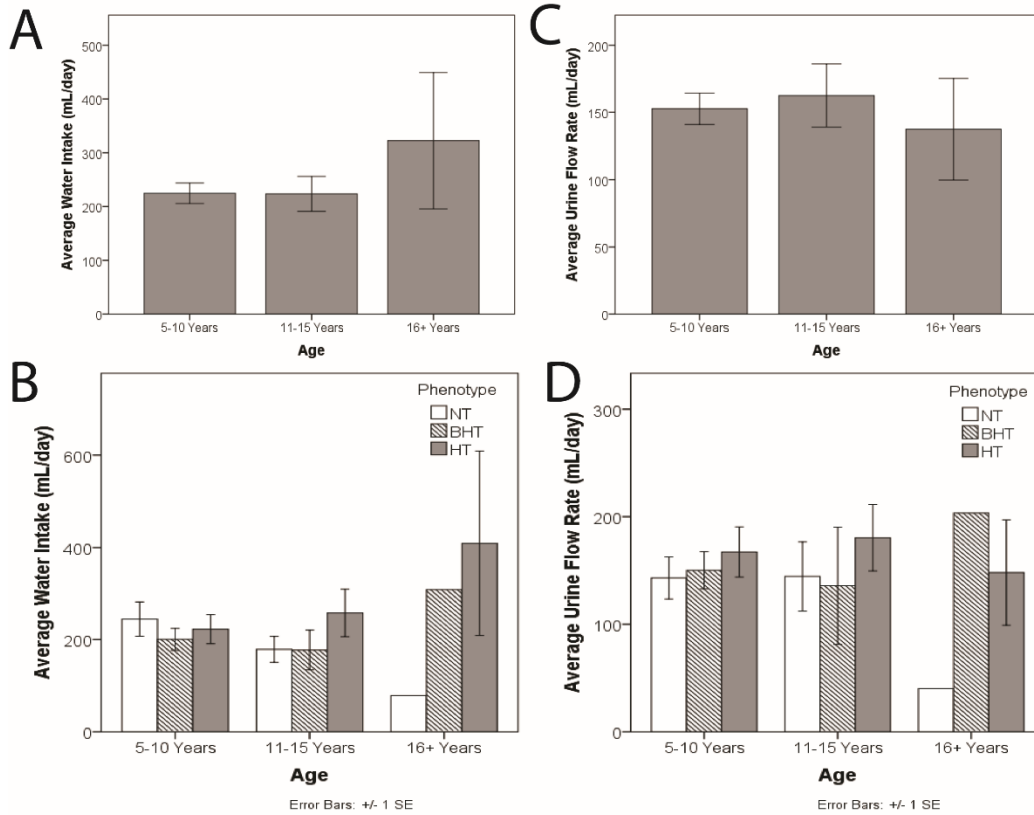 A
Average Water Intake (mL/day)
500
400
300
200
100
0
5-10 Years
11-15 Years
16+ Years
Age
C
Average Urine Flow Rate (mL/day)
200
150
100
50
0
5-10 Years
11-15 Years
16+ Years
Age
B
Average Water Intake (mL/day)
600
400
200
0
Phenotype
NT
BHT
HT
5-10 Years
11-15 Years
16+ Years
Age
Error Bars: +/- 1 SE
D
Average Urine Flow Rate (mL/day)
300
200
100
0
Phenotype
NT
BHT
HT
5-10 Years
11-15 Years
16+ Years
Age
Error Bars: +/- 1 SE